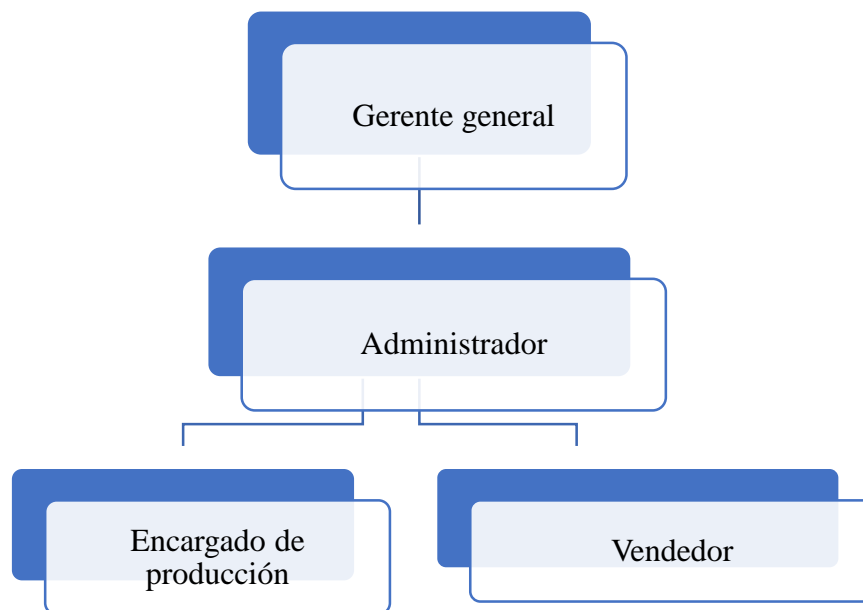 Gerente general
Administrador
Encargado de
producción
Vendedor